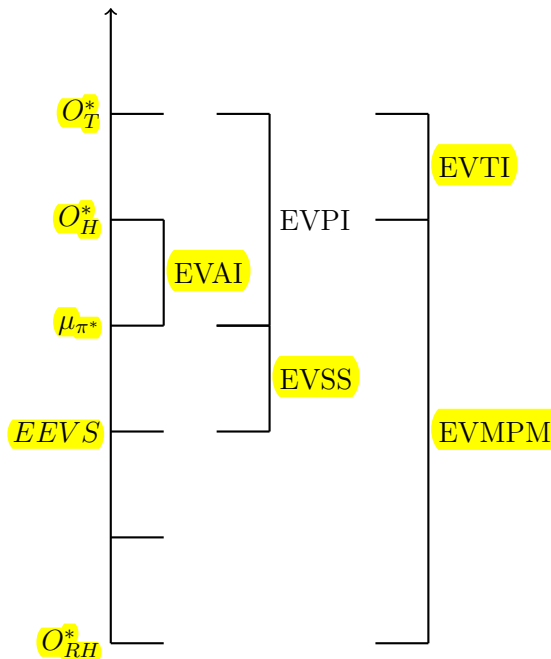 O*_T
EVTI
O*_H
EVPI
EVAI
μ_π*
EVSS
EEVS
EVMPM
O*_RH